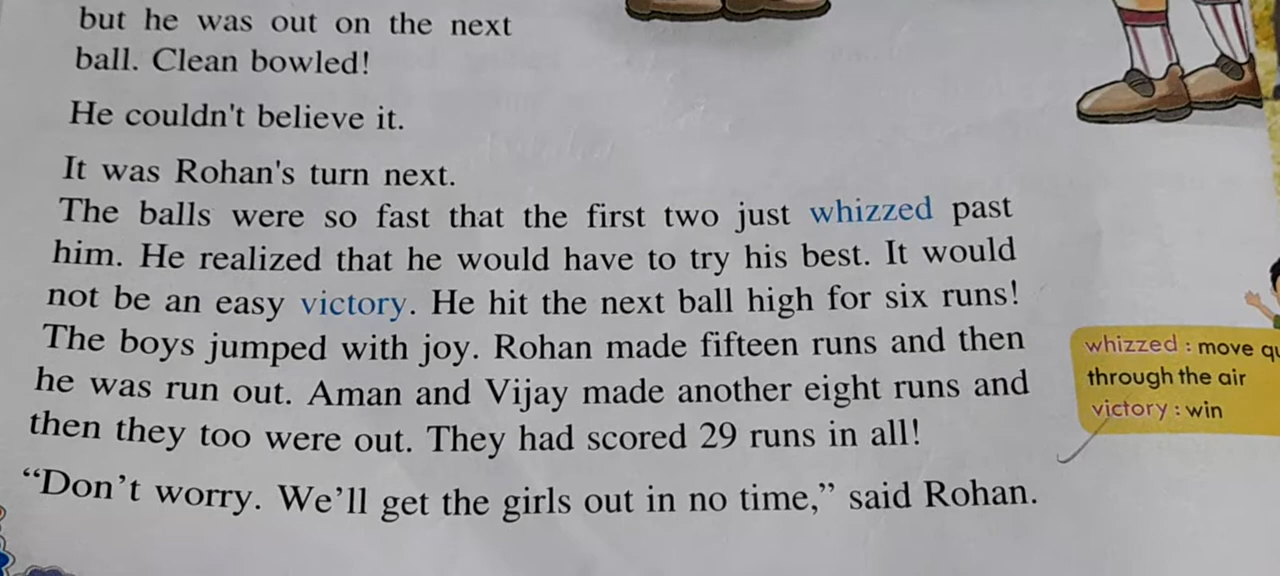 but he was out on the next
ball. Clean bowled!
He couldn't believe it.
It was Rohan's turn next.
The balls were so fast that the first two just whizzed past
him. He realized that he would have to try his best. It would
not be an easy victory. He hit the next ball high for six runs!
The boys jumped with joy. Rohan made fifteen runs and then
he was run out. Aman and Vijay made another eight runs and
then they too were out. They had scored 29 runs in all!
“Don’t worry. We’ll get the girls out in no time,” said Rohan.
whizzed : move
through the air
victory : win